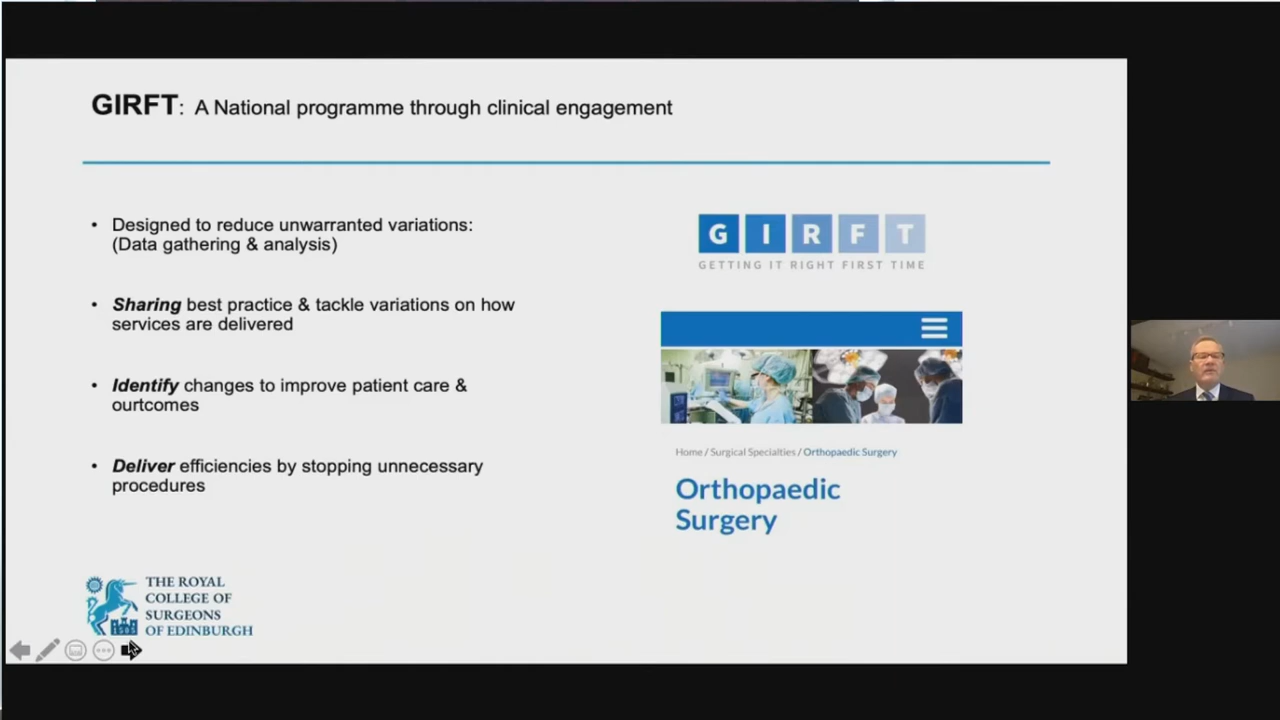 GIRFT: A National programme through clinical engagement
• Designed to reduce unwarranted variations:
(Data gathering & analysis)
• Sharing best practice & tackle variations on how
services are delivered
• Identify changes to improve patient care &
ourtcomes
• Deliver efficiencies by stopping unnecessary
procedures
G I R F T
GETTING IT RIGHT FIRST TIME
Home / Surgical Specialties / Orthopaedic Surgery
Orthopaedic
Surgery
THE ROYAL
COLLEGE OF
SURGEONS
OF EDINBURGH